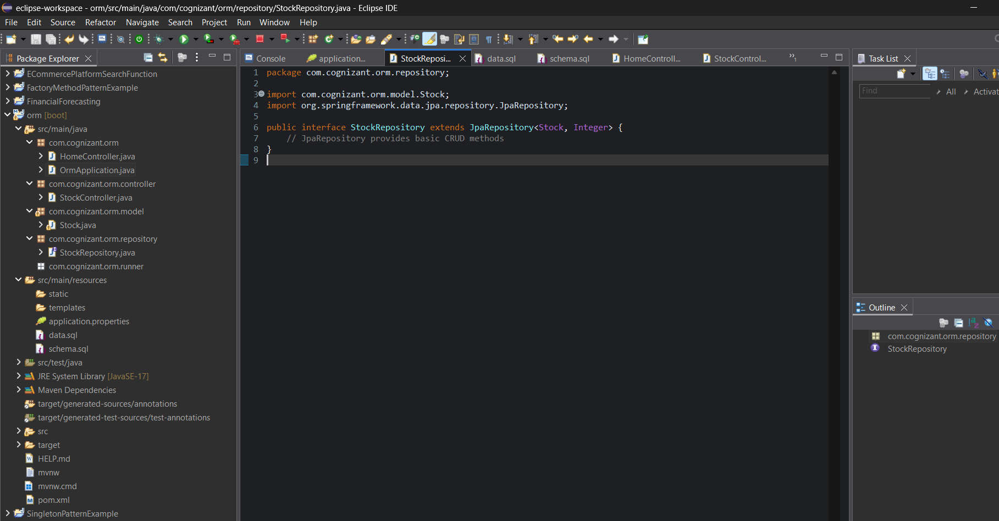 eclipse-workspace - orm/src/main/java/com/cognizant/orm/repository/StockRepository.java - Eclipse IDE
File Edit Source Refactor Navigate Search Project Run Window Help
Package Explorer
ECommercePlatformSearchFunction
FactoryMethodPatternExample
FinancialForecasting
orm [boot]
src/main/java
com.cognizant.orm
HomeController.java
OrmApplication.java
com.cognizant.orm.controller
StockController.java
com.cognizant.orm.model
Stock.java
com.cognizant.orm.repository
StockRepository.java
com.cognizant.orm.runner
src/main/resources
static
templates
application.properties
data.sql
schema.sql
src/test/java
JRE System Library [JavaSE-17]
Maven Dependencies
target/generated-sources/annotations
target/generated-test-sources/test-annotations
src
target
HELP.md
mvnw
mvnw.cmd
pom.xml
SingletonPatternExample
Console application... StockReposi... data.sql schema.sql HomeControll... StockControl... »1
1 package com.cognizant.orm.repository;
2
3 import com.cognizant.orm.model.Stock;
4 import org.springframework.data.jpa.repository.JpaRepository;
5
6 public interface StockRepository extends JpaRepository<Stock, Integer> {
7 // JpaRepository provides basic CRUD methods
8 }
9
Task List
Find All Activat
Outline
com.cognizant.orm.repository
StockRepository